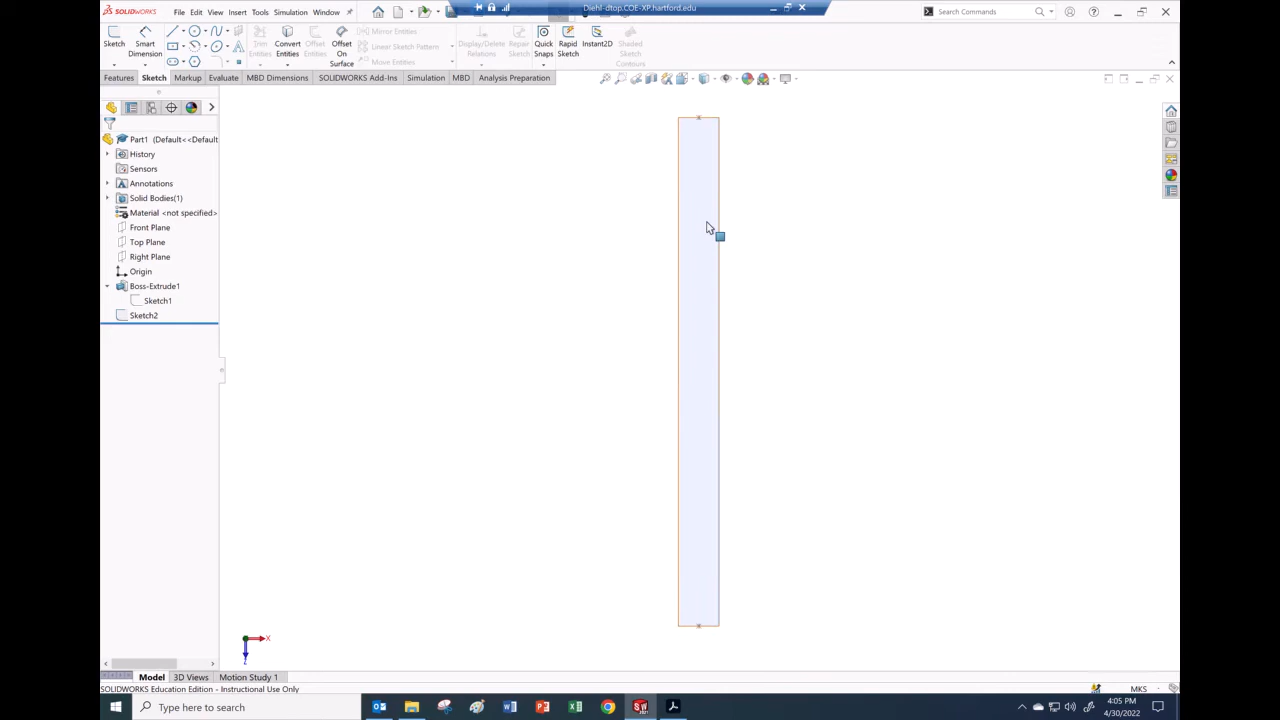 Diehl-dtop.COE-XP.hartford.edu
SOLIDWORKS
File Edit View Insert Tools Simulation Window
Search Commands
Sketch
Smart Dimension
Trim Entities
Convert Entities
Offset Entities
Offset On Surface
Mirror Entities
Linear Sketch Pattern
Move Entities
Display/Delete Relations
Repair Sketch
Quick Snaps
Rapid Sketch
Instant2D
Shaded Sketch Contours
Features Sketch Markup Evaluate MBD Dimensions SOLIDWORKS Add-Ins Simulation MBD Analysis Preparation
Part1 (Default<<Default
History
Sensors
Annotations
Solid Bodies(1)
Material <not specified>
Front Plane
Top Plane
Right Plane
Origin
Boss-Extrude1
Sketch1
Sketch2
X
Z
Model 3D Views Motion Study 1
SOLIDWORKS Education Edition - Instructional Use Only
MKS
Type here to search
4:05 PM
4/30/2022